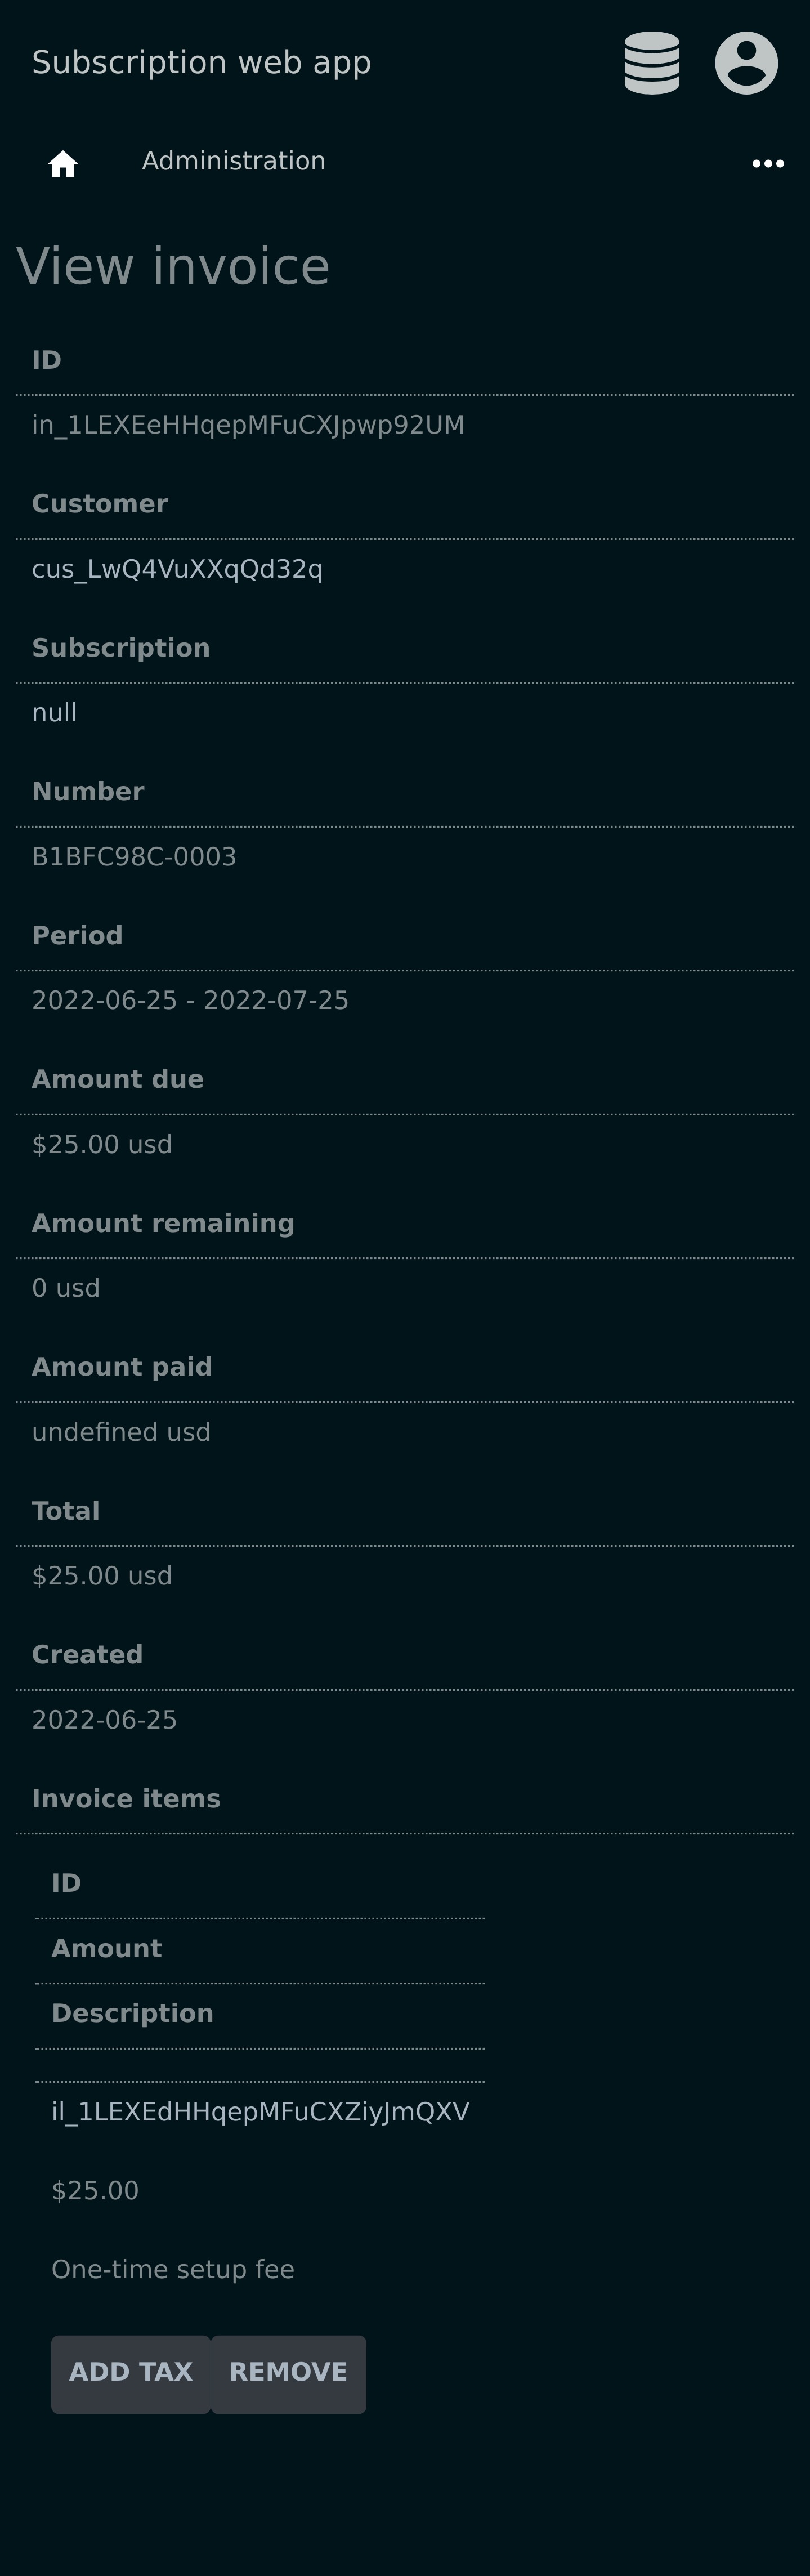 Subscription web app
Administration
View invoice
ID
in_1LEXEeHHqepMFuCXJpwp92UM
Customer
cus_LwQ4VuXXqQd32q
Subscription
null
Number
B1BFC98C-0003
Period
2022-06-25 - 2022-07-25
Amount due
$25.00 usd
Amount remaining
0 usd
Amount paid
undefined usd
Total
$25.00 usd
Created
2022-06-25
Invoice items
ID
Amount
Description
il_1LEXEdHHqepMFuCXZiyJmQXV
$25.00
One-time setup fee
ADD TAX REMOVE